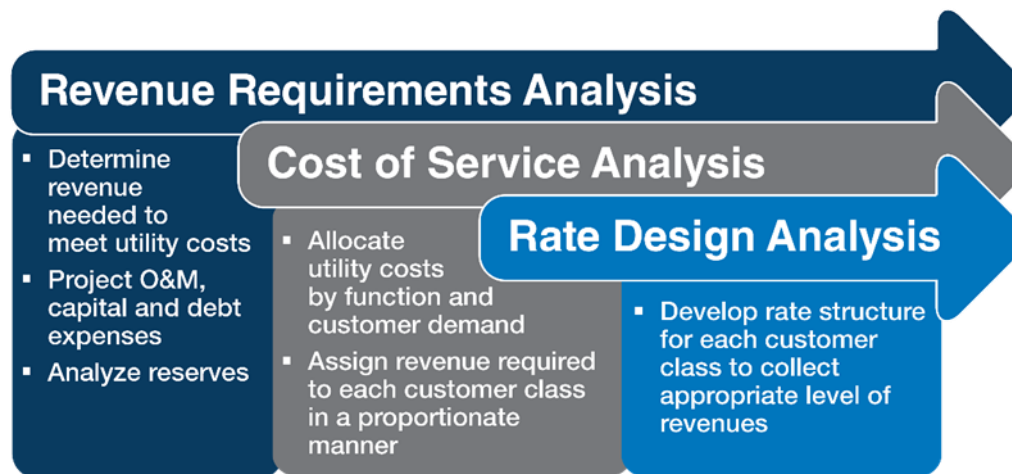 Revenue Requirements Analysis
▪ Determine
revenue
needed to
meet utility costs
▪ Project O&M,
capital and debt
expenses
▪ Analyze reserves
Cost of Service Analysis
▪ Allocate
utility costs
by function and
customer demand
▪ Assign revenue required
to each customer class
in a proportionate
manner
Rate Design Analysis
▪ Develop rate structure
for each customer
class to collect
appropriate level of
revenues